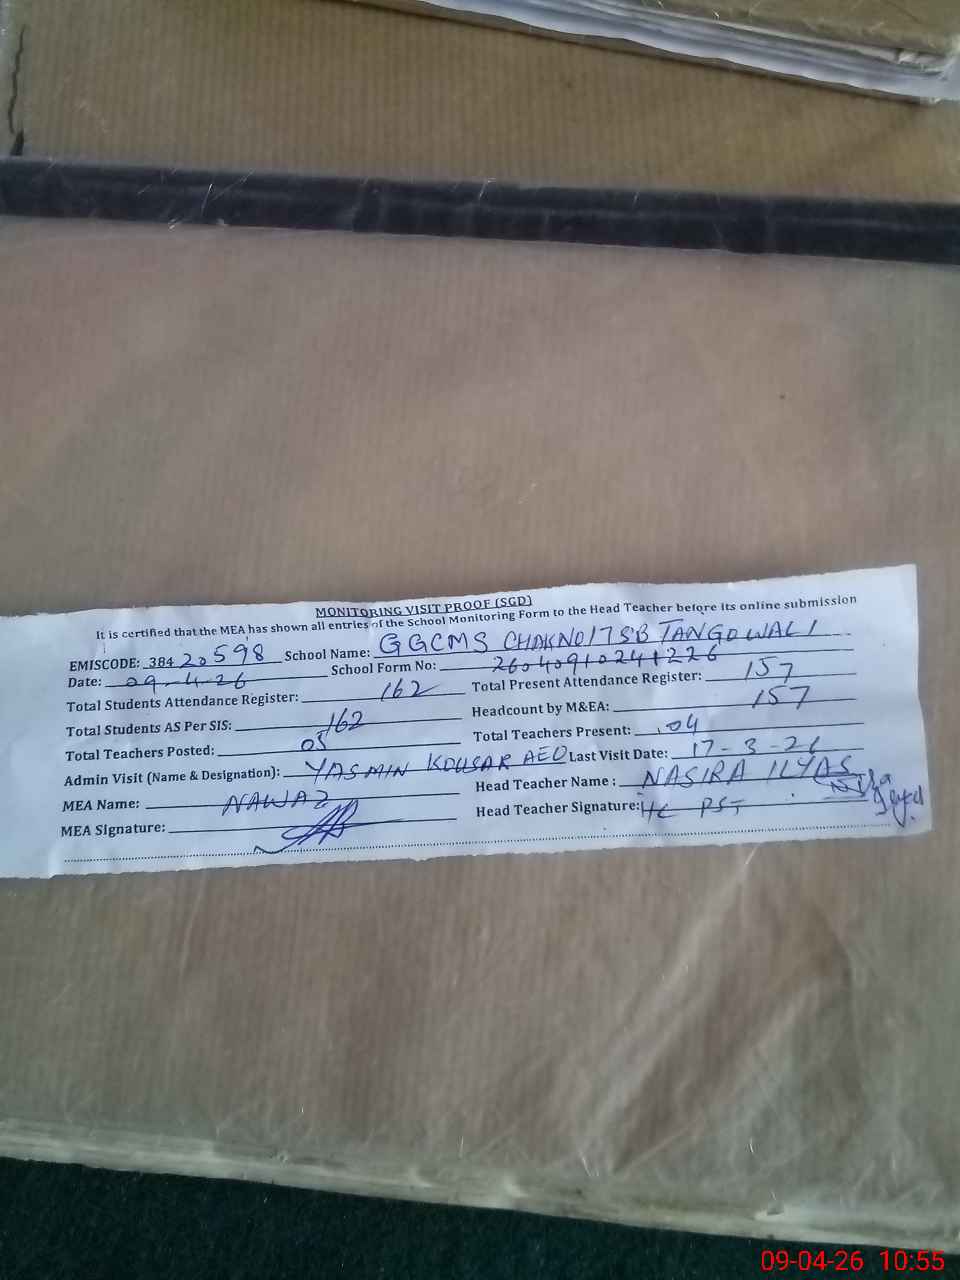 MONITORING VISIT PROOF (SGD)
It is certified that the MEA has shown all entries of the School Monitoring Form to the Head Teacher before its online submission
EMISCODE: 384 20598 School Name: GGCMS CHAKNO17SB TANGOWALI
Date: 09-4-26 School Form No: 26040910241226
Total Students Attendance Register: 162 Total Present Attendance Register: 157
Total Students AS Per SIS: 162 Headcount by M&EA: 157
Total Teachers Posted: 05 Total Teachers Present: 04
Admin Visit (Name & Designation): YASMIN KOUSAR AEO Last Visit Date: 17-3-26
MEA Name: NAWAZ Head Teacher Name: NASIRA ILYAS
MEA Signature: Head Teacher Signature: PST
09-04-26 10:55